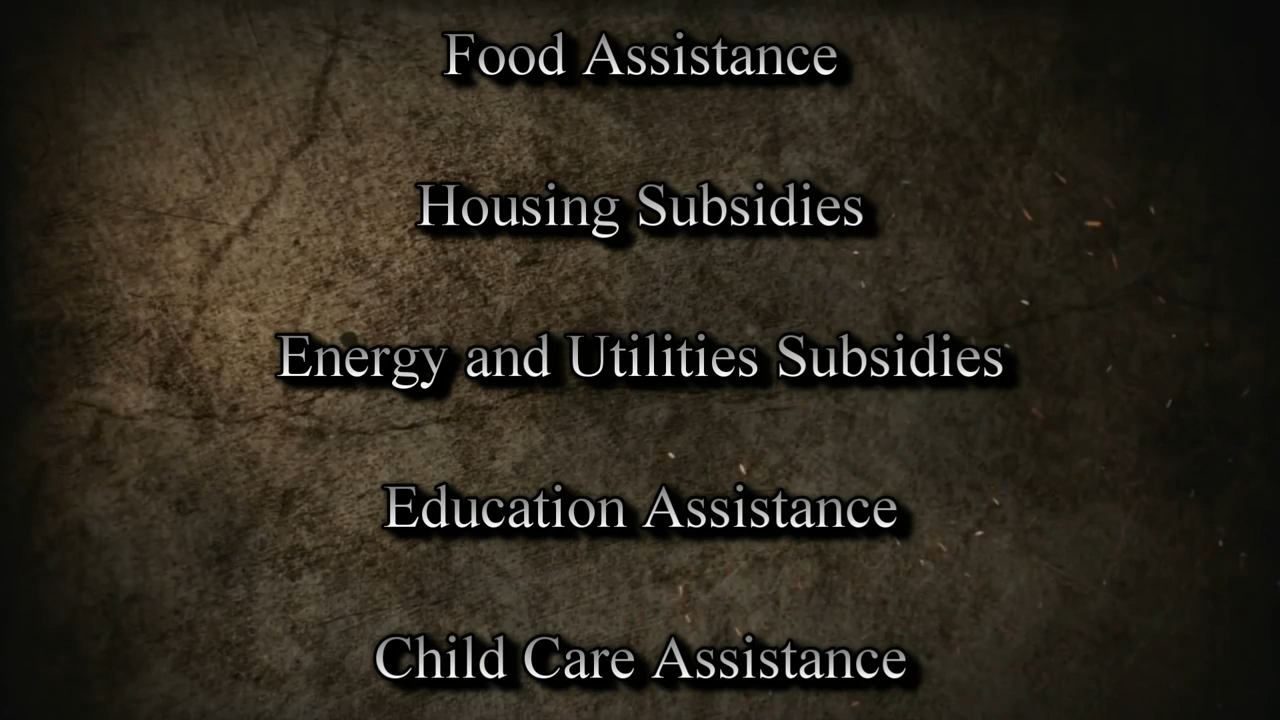 Food Assistance
Housing Subsidies
Energy and Utilities Subsidies
Education Assistance
Child Care Assistance